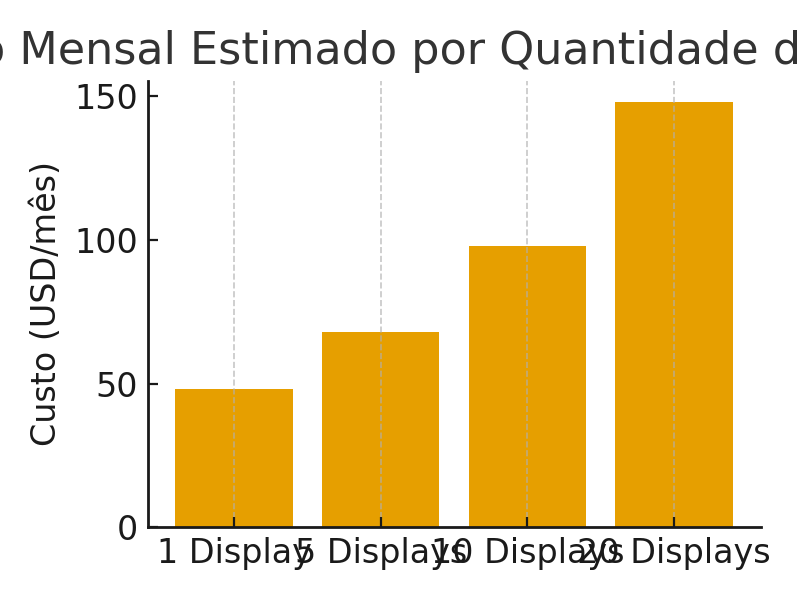 o Mensal Estimado por Quantidade d
150
100
50
0
Custo (USD/mês)
1 Display
5 Displays
10 Displays
20 Displays